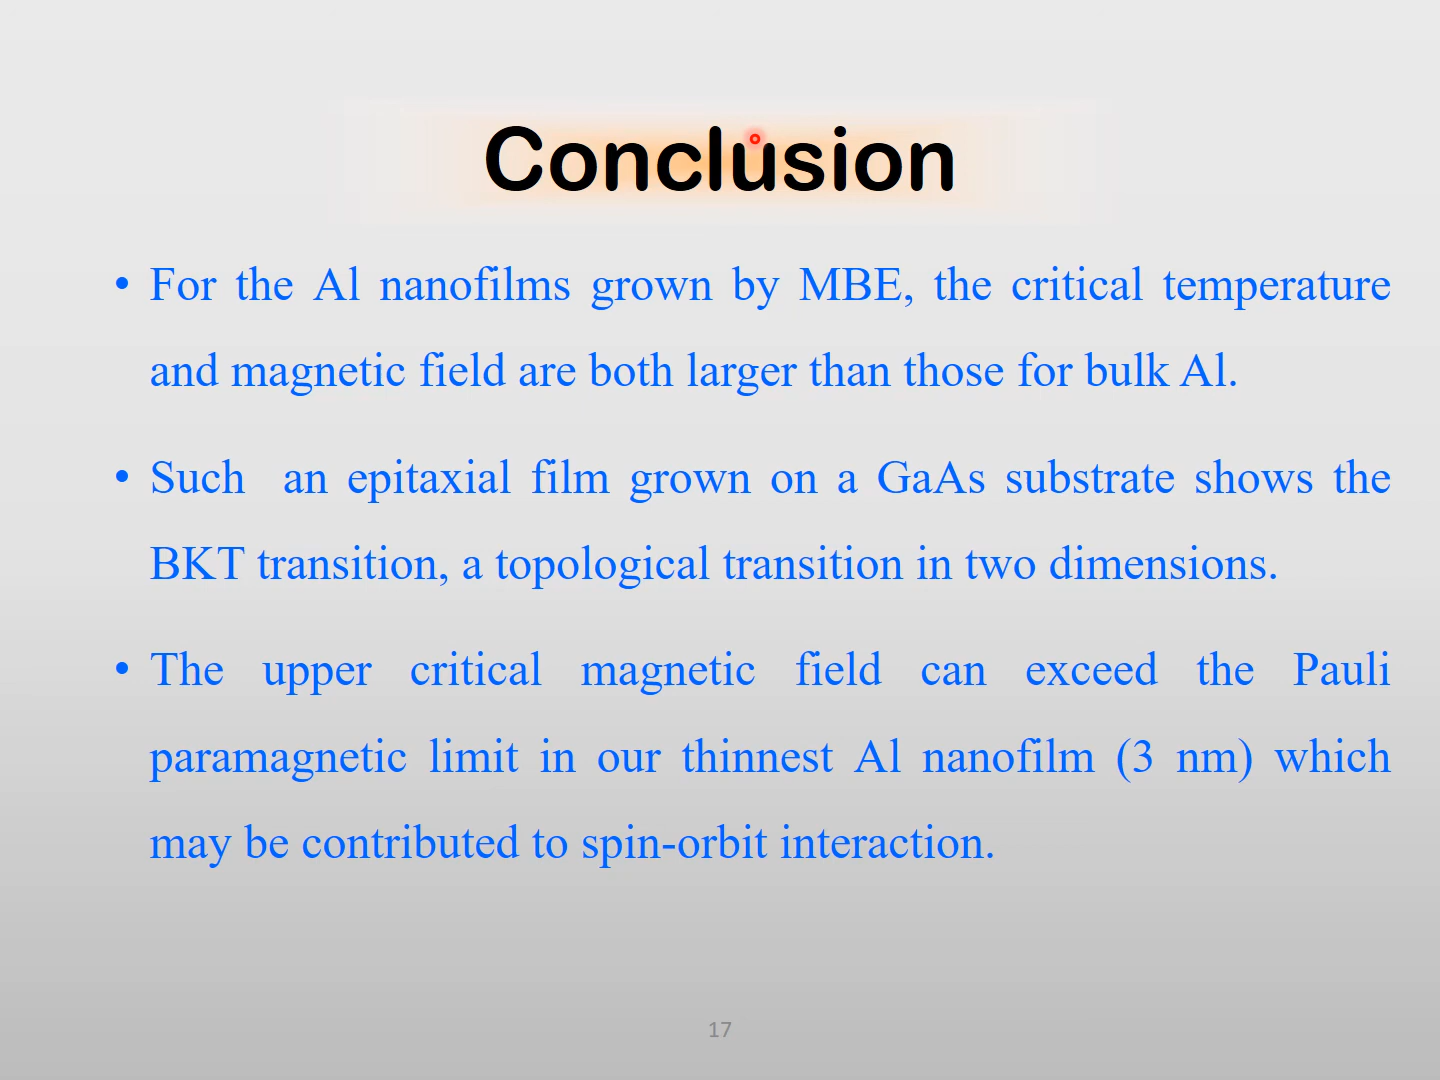 Conclusion
• For the Al nanofilms grown by MBE, the critical temperature
and magnetic field are both larger than those for bulk Al.
• Such an epitaxial film grown on a GaAs substrate shows the
BKT transition, a topological transition in two dimensions.
• The upper critical magnetic field can exceed the Pauli
paramagnetic limit in our thinnest Al nanofilm (3 nm) which
may be contributed to spin-orbit interaction.
17